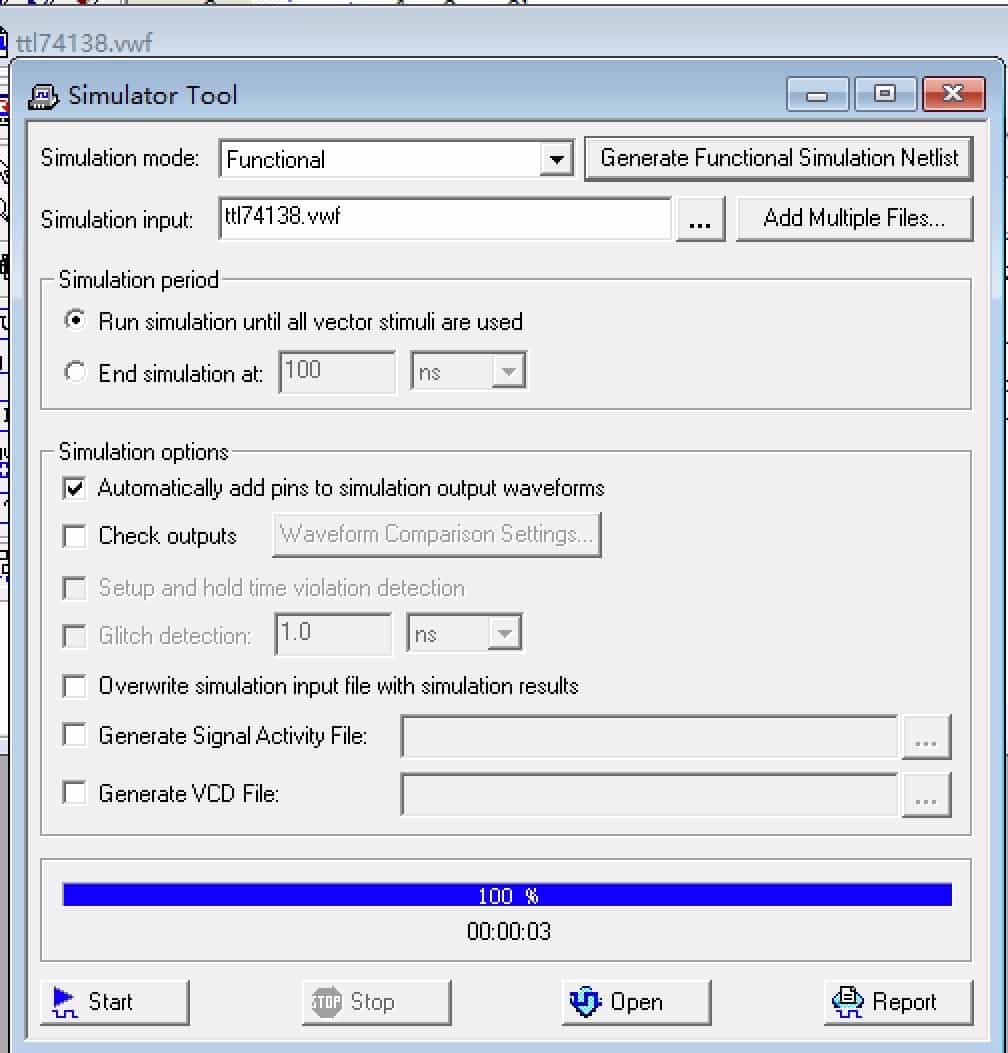 ttl74138.vwf
Simulator Tool
Simulation mode: Functional Generate Functional Simulation Netlist
Simulation input: ttl74138.vwf ... Add Multiple Files...
Simulation period
Run simulation until all vector stimuli are used
End simulation at: 100 ns
Simulation options
Automatically add pins to simulation output waveforms
Check outputs Waveform Comparison Settings...
Setup and hold time violation detection
Glitch detection: 1.0 ns
Overwrite simulation input file with simulation results
Generate Signal Activity File: ...
Generate VCD File: ...
100 %
00:00:03
Start STOP Stop Open Report